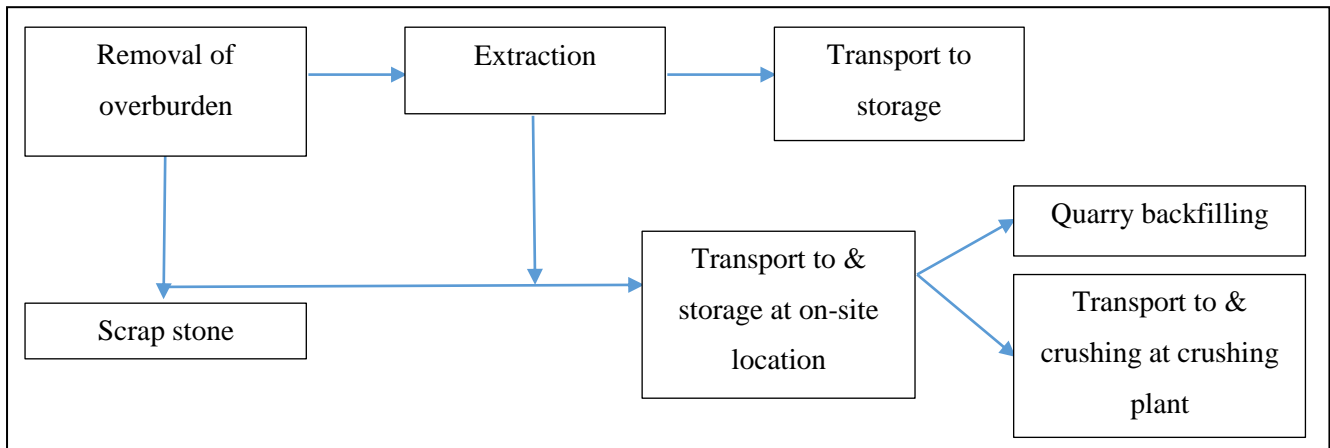 Removal of
overburden
Extraction
Transport to
storage
Quarry backfilling
Transport to &
storage at on-site
location
Scrap stone
Transport to &
crushing at crushing
plant